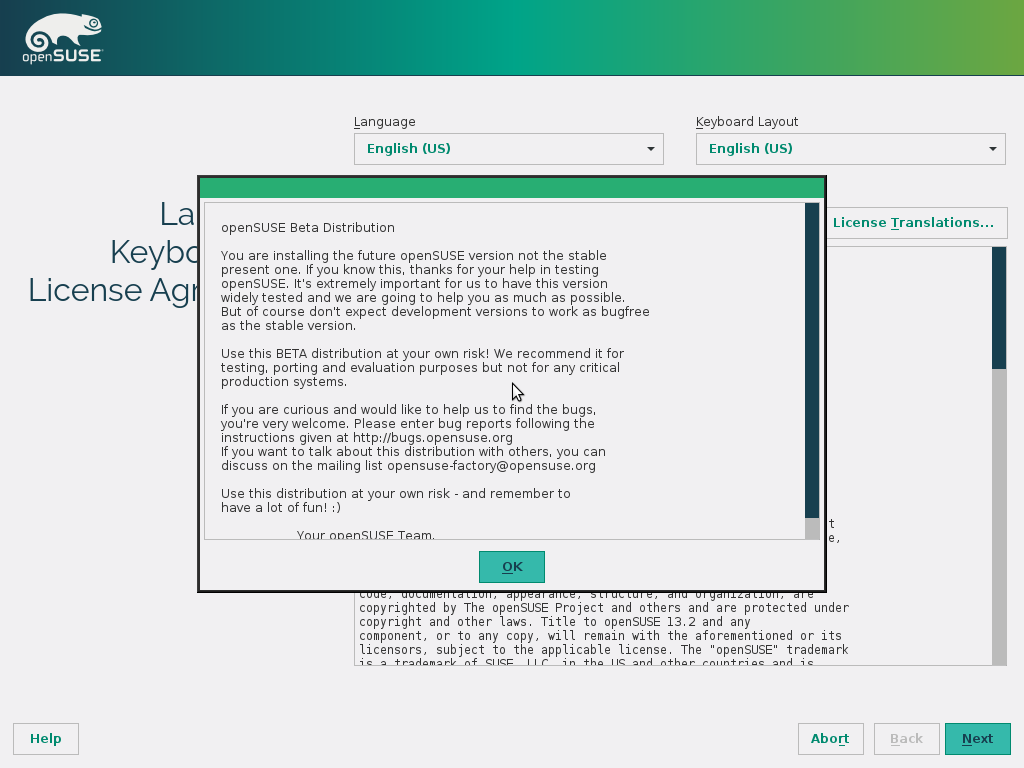 openSUSE
Language
Keyboard Layout
English (US)
English (US)
License Translations...
openSUSE Beta Distribution
You are installing the future openSUSE version not the stable
present one. If you know this, thanks for your help in testing
openSUSE. It's extremely important for us to have this version
widely tested and we are going to help you as much as possible.
But of course don't expect development versions to work as bugfree
as the stable version.
Use this BETA distribution at your own risk! We recommend it for
testing, porting and evaluation purposes but not for any critical
production systems.
If you are curious and would like to help us to find the bugs,
you're very welcome. Please enter bug reports following the
instructions given at http://bugs.opensuse.org
If you want to talk about this distribution with others, you can
discuss on the mailing list opensuse-factory@opensuse.org
Use this distribution at your own risk - and remember to
have a lot of fun! :)
Your openSUSE Team.
OK
code, documentation, appearance, structure, and organization, are
copyrighted by The openSUSE Project and others and are protected under
copyright and other laws. Title to openSUSE 13.2 and any
component, or to any copy, will remain with the aforementioned or its
licensors, subject to the applicable license. The "openSUSE" trademark
is a trademark of SUSE, LLC. in the US and other countries and is
Help
Abort
Back
Next